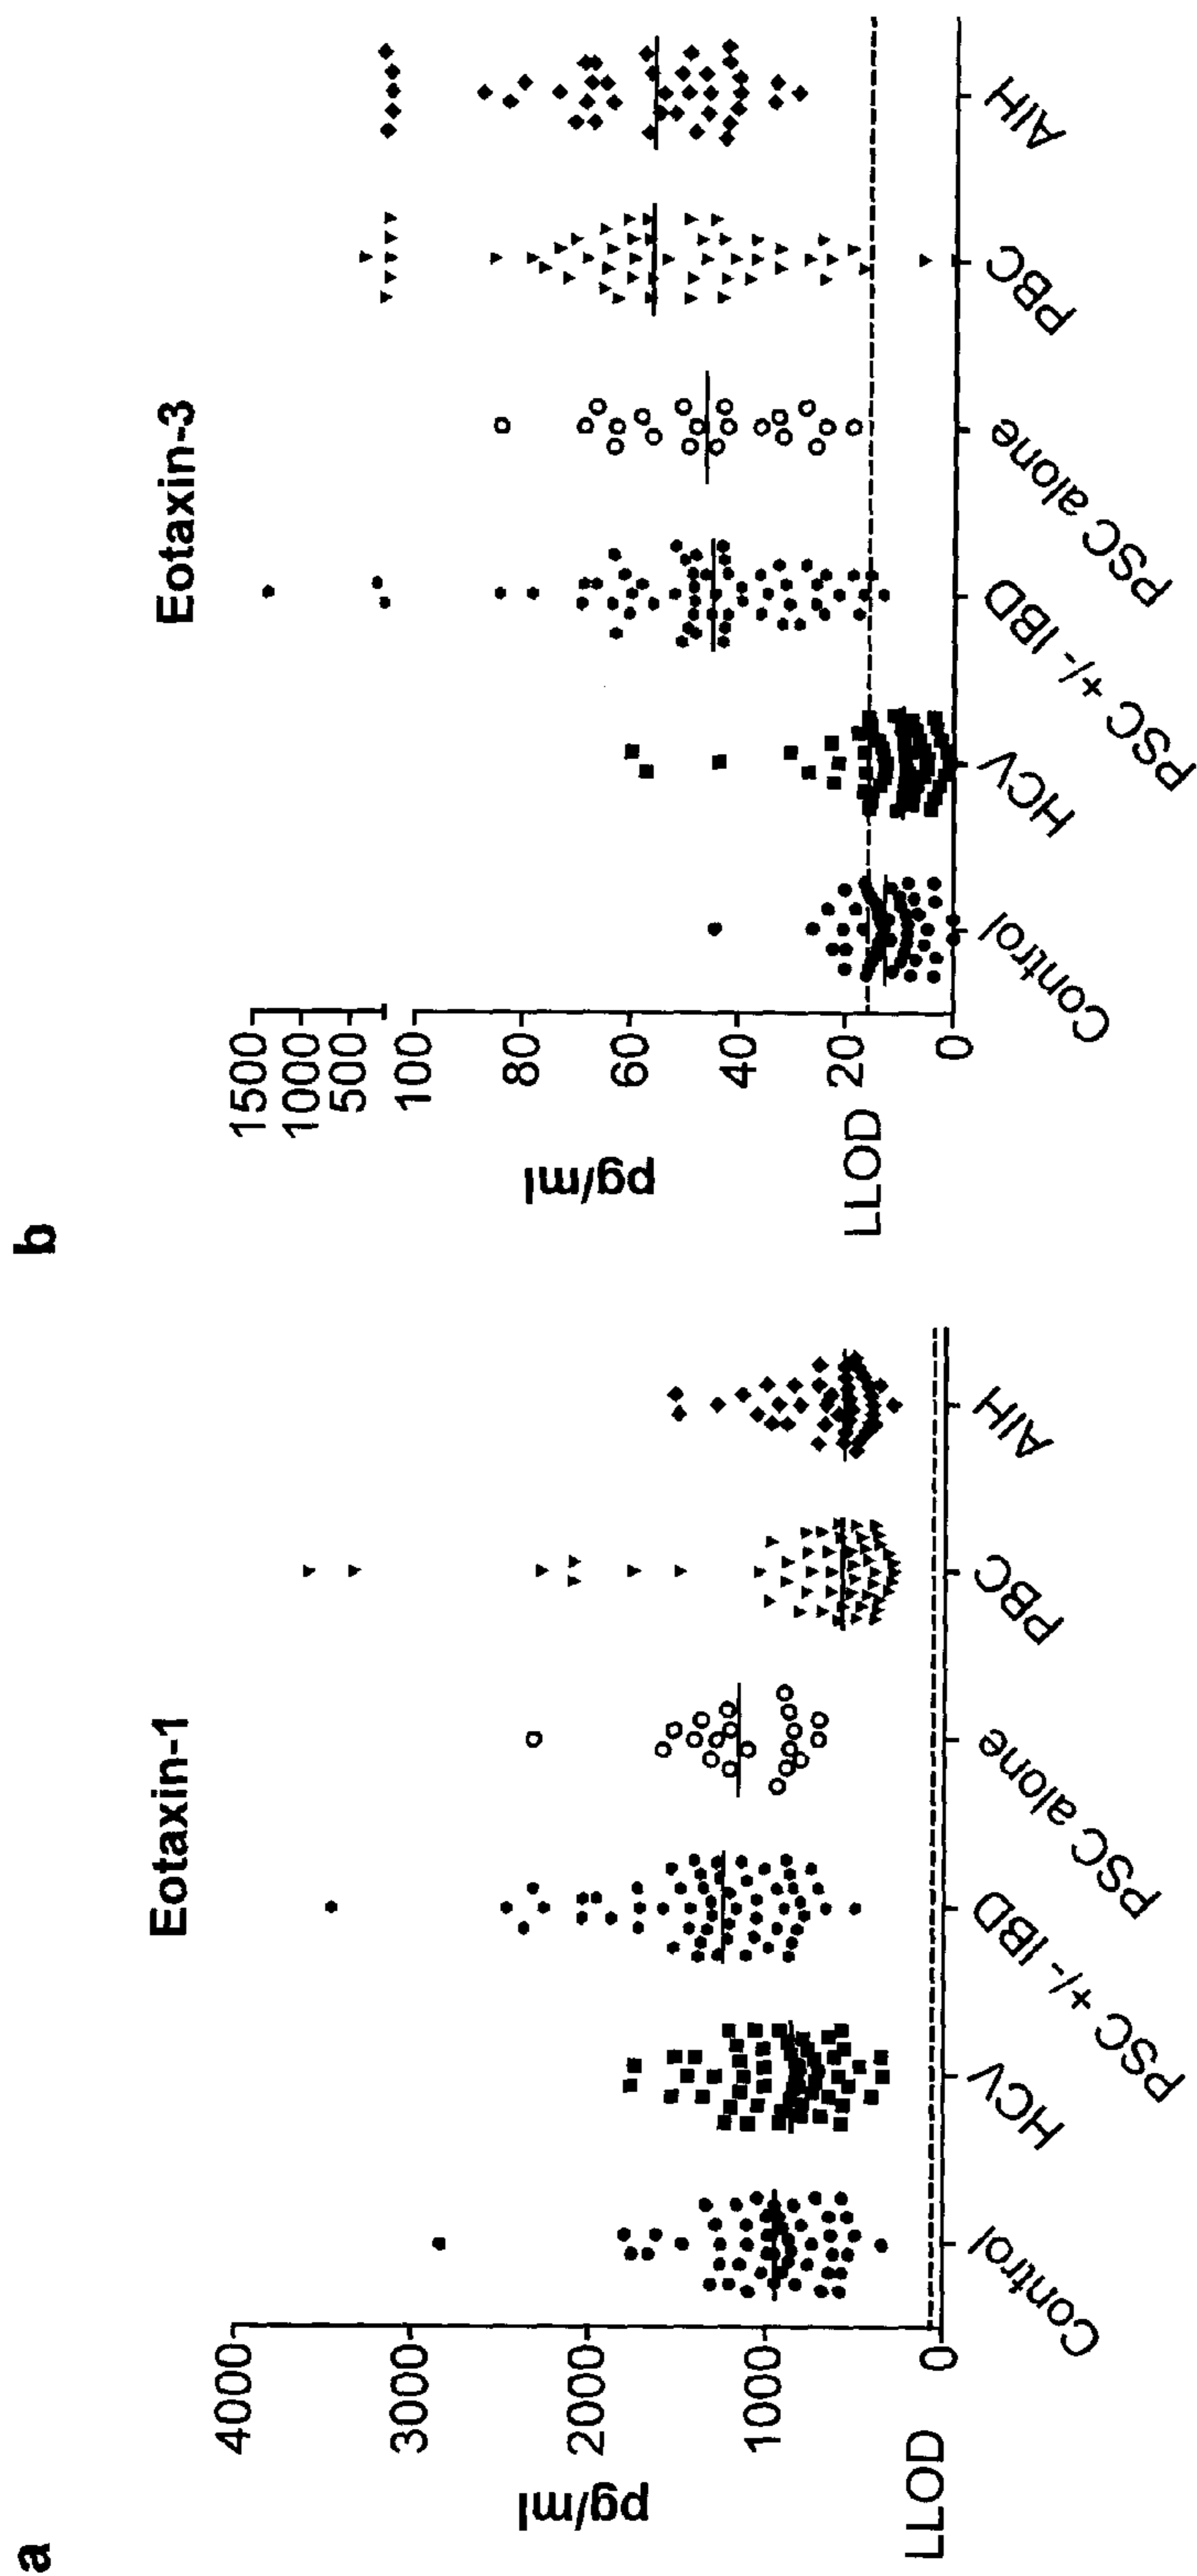 a
Eotaxin-1
pg/ml
4000
3000
2000
1000
0
LLOD
Control
HCV
PSC +/- IBD
PSC alone
PBC
AIH
b
Eotaxin-3
pg/ml
1500
1000
500
100
80
60
40
20
0
LLOD
Control
HCV
PSC +/- IBD
PSC alone
PBC
AIH